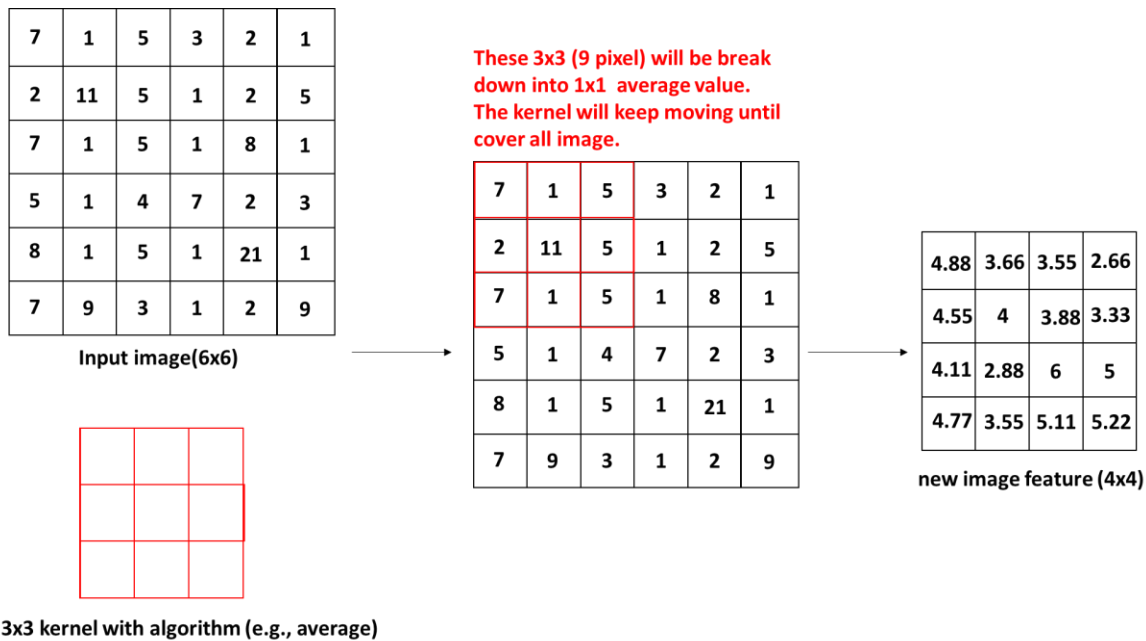 7 1 5 3 2 1
2 11 5 1 2 5
7 1 5 1 8 1
5 1 4 7 2 3
8 1 5 1 21 1
7 9 3 1 2 9
Input image(6x6)
3x3 kernel with algorithm (e.g., average)
These 3x3 (9 pixel) will be break
down into 1x1 average value.
The kernel will keep moving until
cover all image.
7 1 5 3 2 1
2 11 5 1 2 5
7 1 5 1 8 1
5 1 4 7 2 3
8 1 5 1 21 1
7 9 3 1 2 9
4.88 3.66 3.55 2.66
4.55 4 3.88 3.33
4.11 2.88 6 5
4.77 3.55 5.11 5.22
new image feature (4x4)